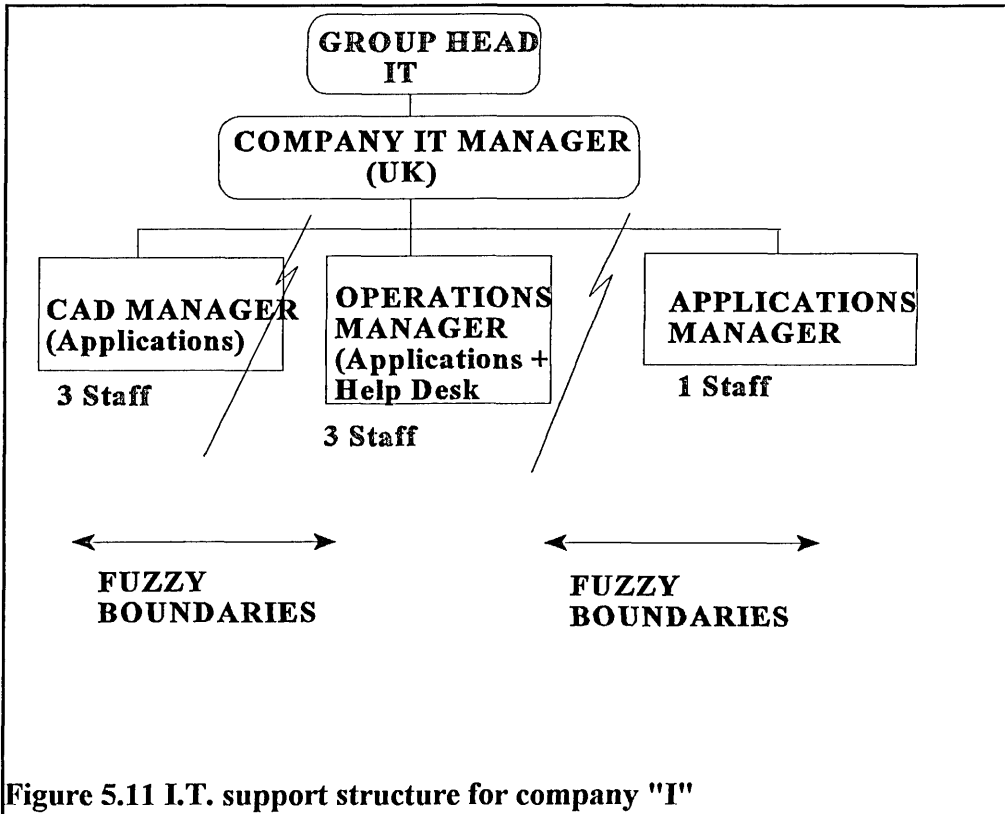 GROUP HEAD
IT
COMPANY IT MANAGER
(UK)
CAD MANAGER
(Applications)
3 Staff
OPERATIONS
MANAGER
(Applications +
Help Desk
3 Staff
APPLICATIONS
MANAGER
1 Staff
FUZZY
BOUNDARIES
FUZZY
BOUNDARIES
Figure 5.11 I.T. support structure for company "I"